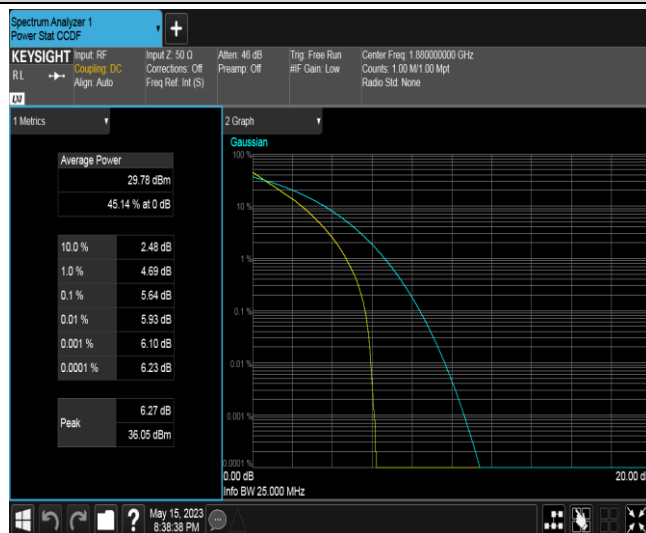 Spectrum Analyzer 1
Power Stat CCDF
+
KEYSIGHT
RL
LXI
Input: RF
Coupling: DC
Align: Auto
Input Z: 50 Ω
Corrections: Off
Freq Ref: Int (S)
Atten: 46 dB
Preamp: Off
Trig: Free Run
#IF Gain: Low
Center Freq: 1.880000000 GHz
Counts: 1.00 M/1.00 Mpt
Radio Std: None
1 Metrics
Average Power
29.78 dBm
45.14 % at 0 dB
10.0 % 2.48 dB
1.0 % 4.69 dB
0.1 % 5.64 dB
0.01 % 5.93 dB
0.001 % 6.10 dB
0.0001 % 6.23 dB
Peak
6.27 dB
36.05 dBm
2 Graph
Gaussian
100 %
10 %
1 %
0.1 %
0.01 %
0.001 %
0.0001 %
0.00 dB
20.00 d
Info BW 25.000 MHz
?
May 15, 2023
8:38:38 PM